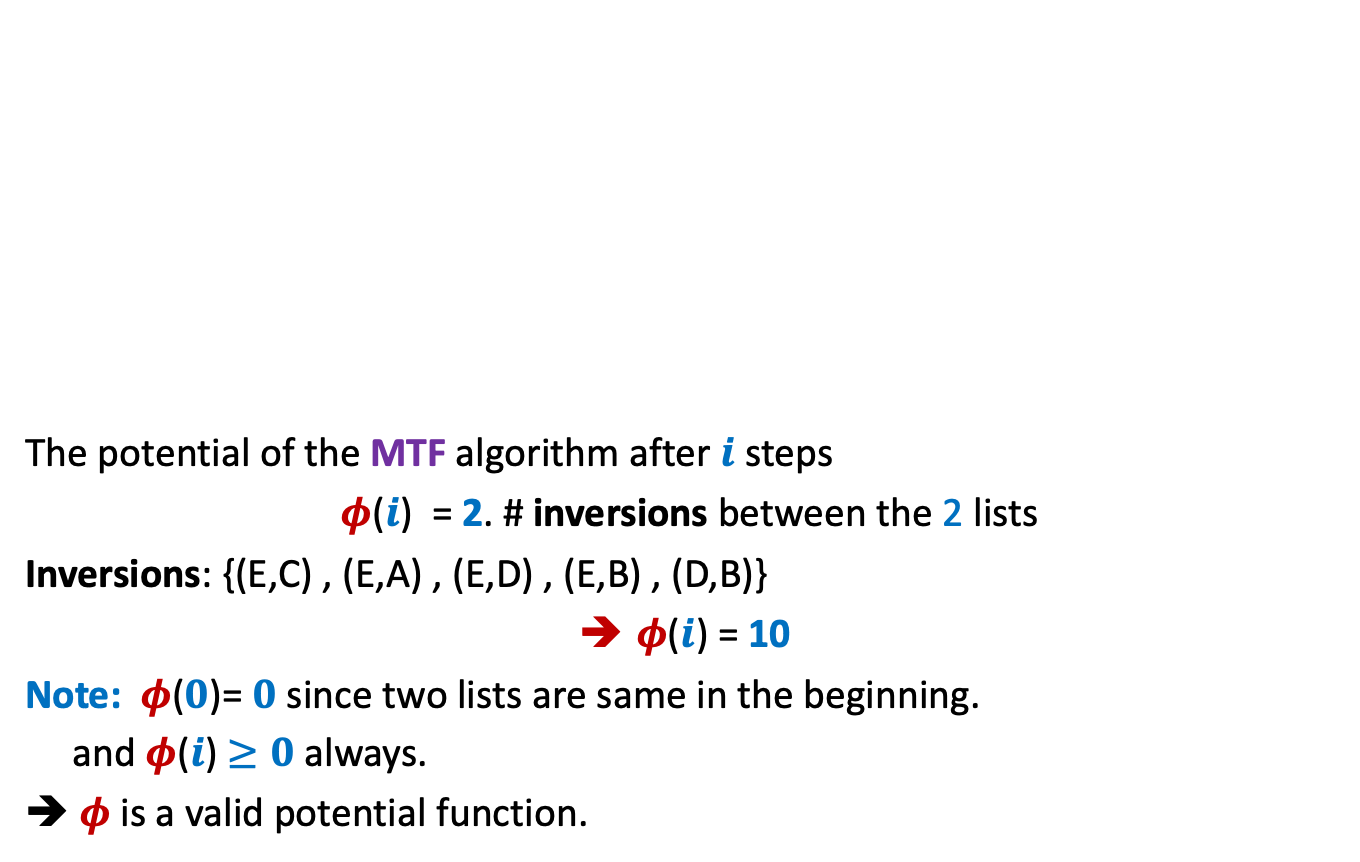 The potential of the MTF algorithm after i steps
ϕ(i) = 2. # inversions between the 2 lists
Inversions: {(E,C) , (E,A) , (E,D) , (E,B) , (D,B)}
➔ ϕ(i) = 10
Note: ϕ(0)= 0 since two lists are same in the beginning.
and ϕ(i) ≥ 0 always.
➔ ϕ is a valid potential function.